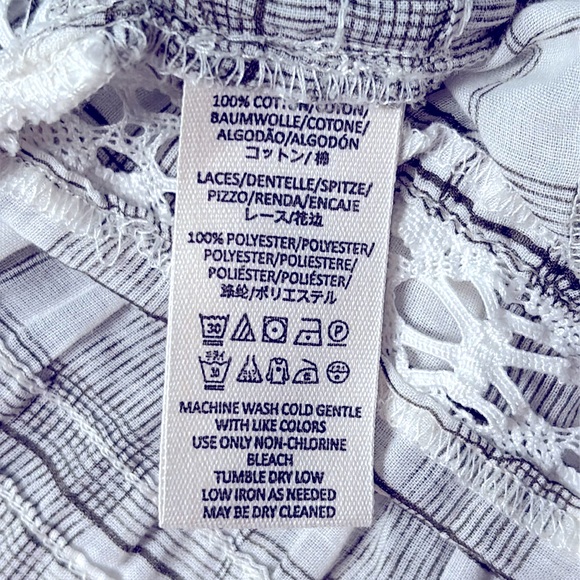 100% COTTON/COTON/
BAUMWOLLE/COTONE/
ALGODÃO/ALGODÓN
コットン/棉
LACES/DENTELLE/SPITZE/
PIZZO/RENDA/ENCAJE
レース/花边
100% POLYESTER/POLYESTER/
POLYESTER/POLIESTERE/
POLIÉSTER/POLIÉSTER/
涤纶/ポリエステル
30 P
30
MACHINE WASH COLD GENTLE
WITH LIKE COLORS
USE ONLY NON-CHLORINE
BLEACH
TUMBLE DRY LOW
LOW IRON AS NEEDED
MAY BE DRY CLEANED